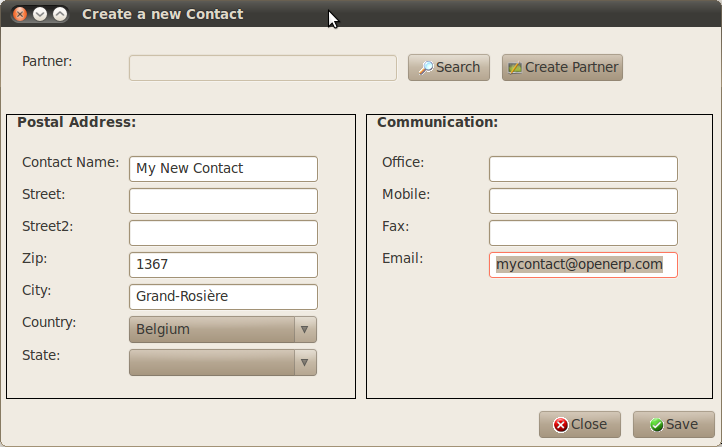 Create a new Contact
Partner: Search Create Partner
Postal Address:
Contact Name: My New Contact
Street:
Street2:
Zip: 1367
City: Grand-Rosière
Country: Belgium
State:
Communication:
Office:
Mobile:
Fax:
Email: mycontact@openerp.com
Close Save